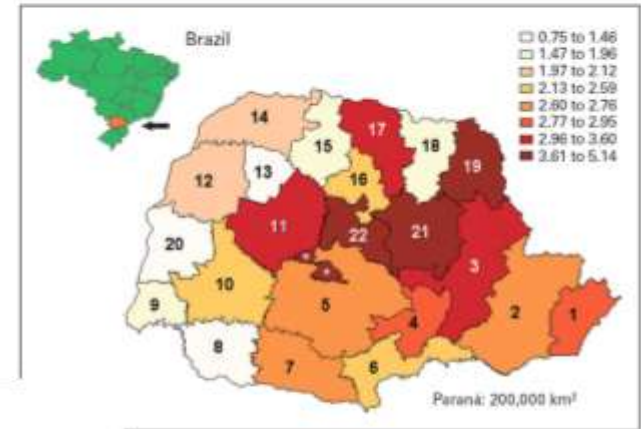 Brazil
0.75 to 1.46
1.47 to 1.96
1.97 to 2.12
2.13 to 2.59
2.60 to 2.76
2.77 to 2.95
2.96 to 3.60
3.61 to 5.14
14
15
17
18
19
16
13
12
11
22
21
20
3
10
5
9
4
2
1
8
7
6
Paraná: 200,000 km²